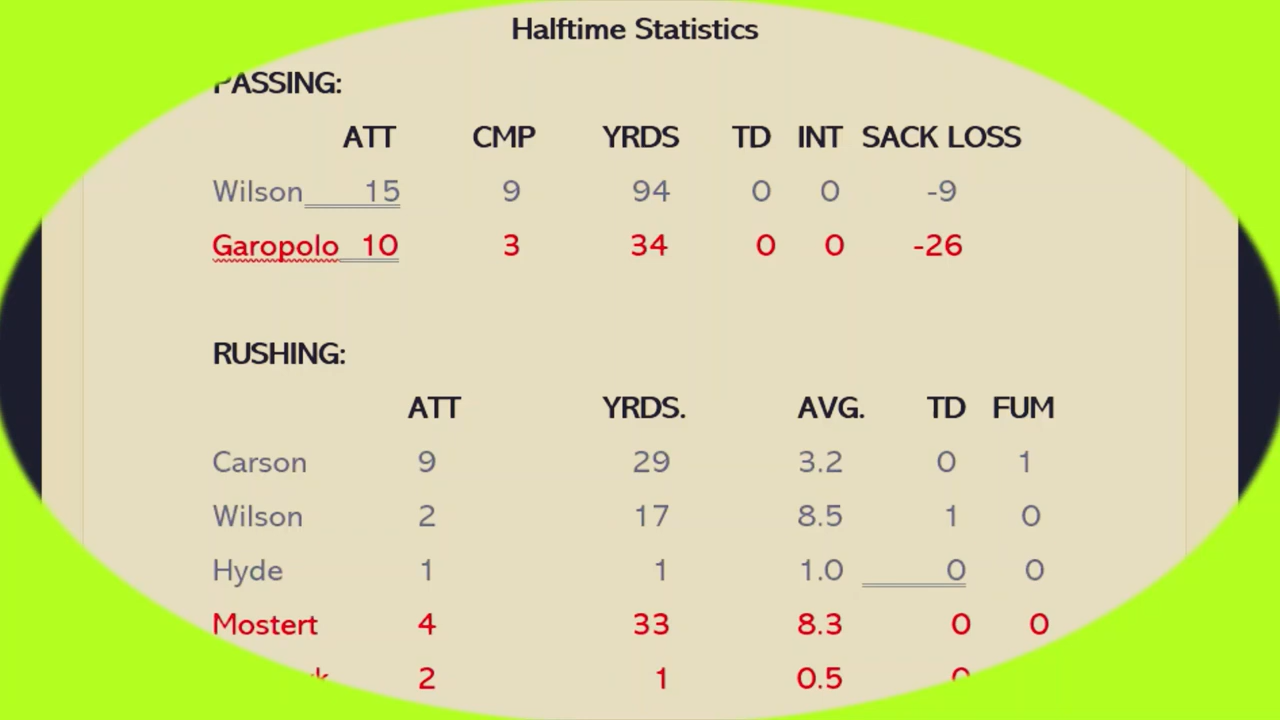 Halftime Statistics
PASSING:
ATT CMP YRDS TD INT SACK LOSS
Wilson 15 9 94 0 0 -9
Garopolo 10 3 34 0 0 -26
RUSHING:
ATT YRDS. AVG. TD FUM
Carson 9 29 3.2 0 1
Wilson 2 17 8.5 1 0
Hyde 1 1 1.0 0 0
Mostert 4 33 8.3 0 0
2 1 0.5 0